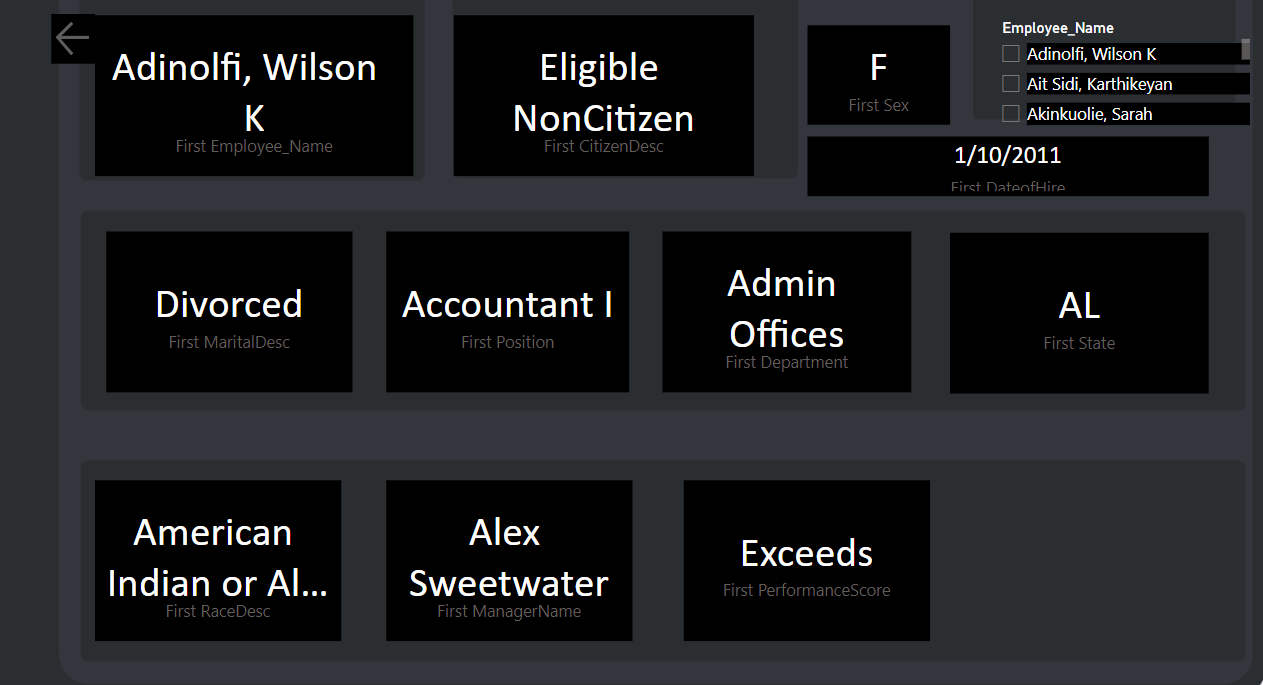 Adinolfi, Wilson
K
First Employee_Name
Eligible
NonCitizen
First CitizenDesc
F
First Sex
Employee_Name
Adinolfi, Wilson K
Ait Sidi, Karthikeyan
Akinkuolie, Sarah
1/10/2011
First DateofHire
Divorced
First MaritalDesc
Accountant I
First Position
Admin
Offices
First Department
AL
First State
American
Indian or Al...
First RaceDesc
Alex
Sweetwater
First ManagerName
Exceeds
First PerformanceScore